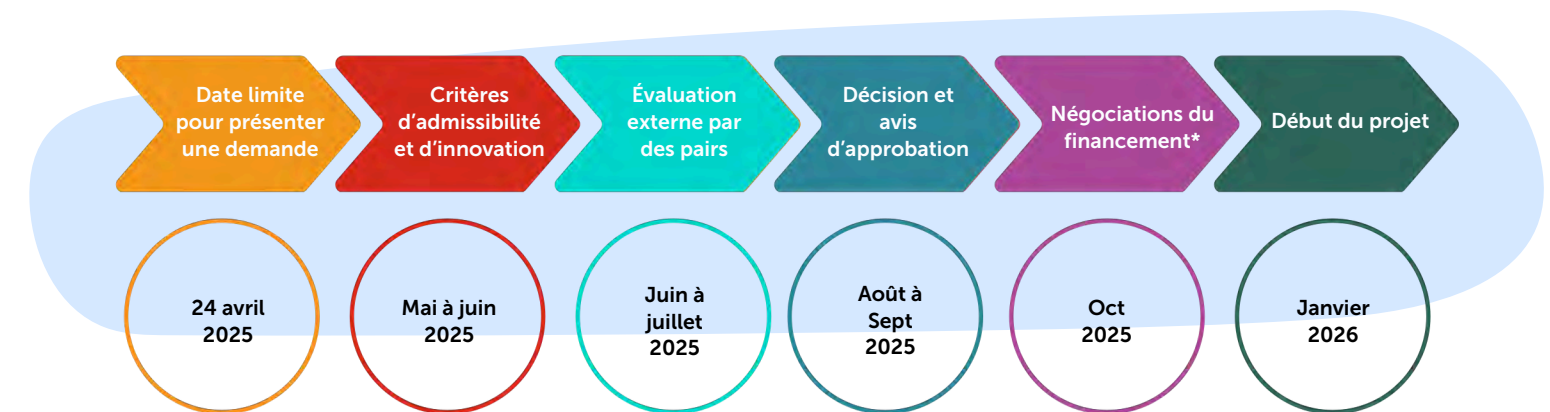 Date limite
pour présenter
une demande
Critères
d’admissibilité
et d’innovation
Évaluation
externe par
des pairs
Décision et
avis
d’approbation
Négociations du
financement*
Début du projet
24 avril
2025
Mai à juin
2025
Juin à
juillet
2025
Août à
Sept
2025
Oct
2025
Janvier
2026